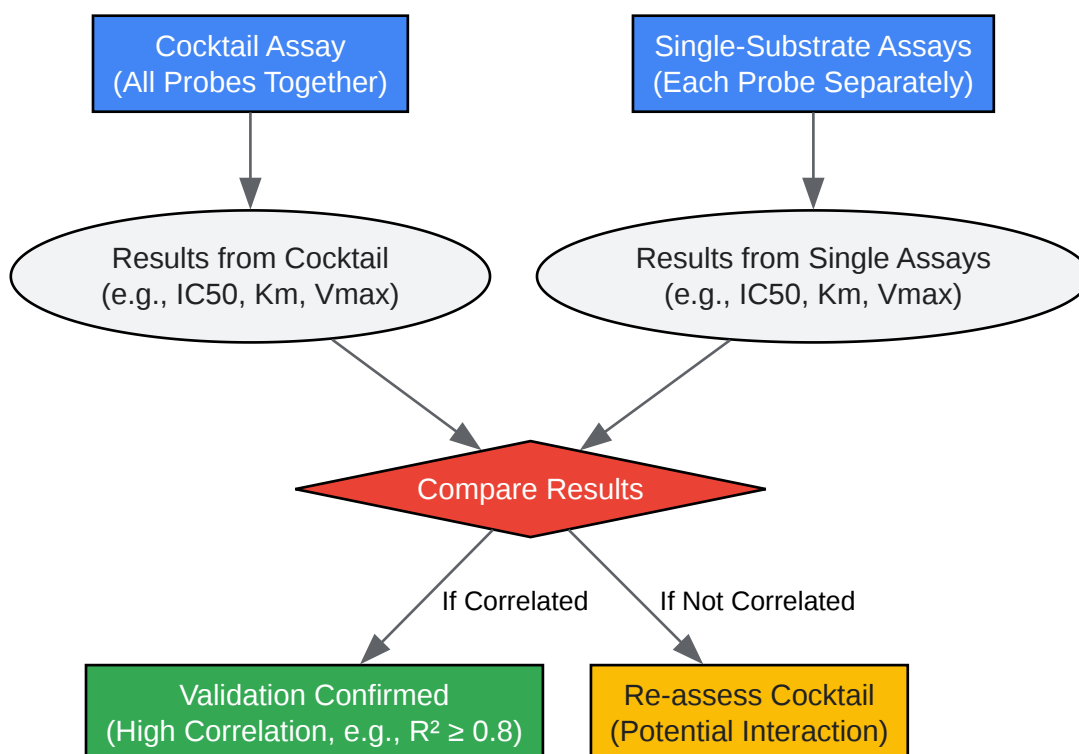 Cocktail Assay
(All Probes Together)
Single-Substrate Assays
(Each Probe Separately)
Results from Cocktail
(e.g., IC50, Km, Vmax)
Results from Single Assays
(e.g., IC50, Km, Vmax)
Compare Results
If Correlated
If Not Correlated
Validation Confirmed
(High Correlation, e.g., R² ≥ 0.8)
Re-assess Cocktail
(Potential Interaction)